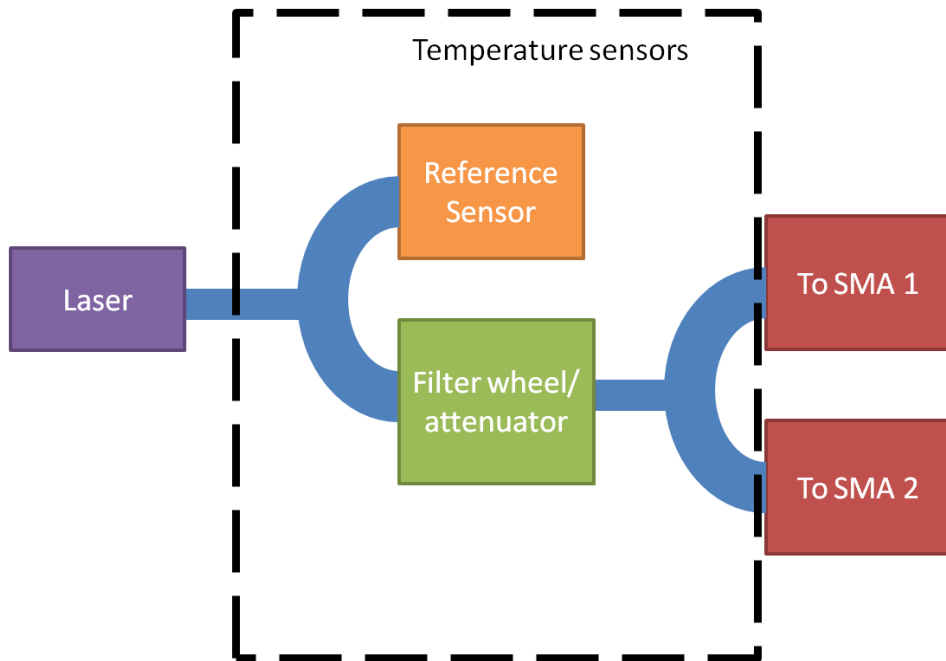 Temperature sensors
Reference
Sensor
Laser
To SMA 1
Filter wheel/
attenuator
To SMA 2